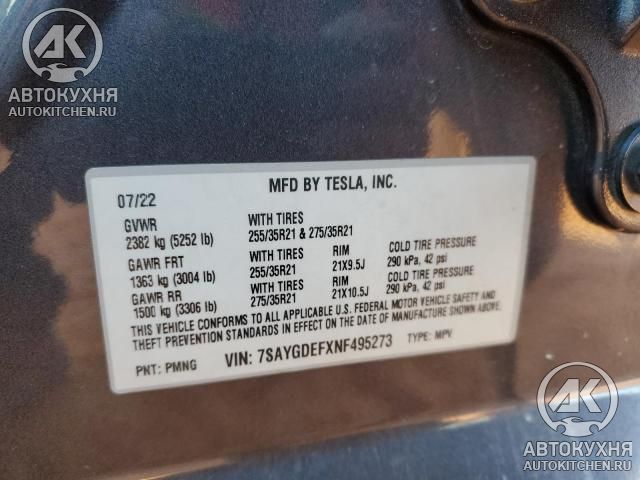 AK
АВТОКУХНЯ
AUTOKITCHEN.RU
MFD BY TESLA, INC.
07/22
GVWR
2382 kg (5252 lb)
WITH TIRES
255/35R21 & 275/35R21
GAWR FRT
1363 kg (3004 lb)
WITH TIRES
255/35R21
RIM
21X9.5J
COLD TIRE PRESSURE
290 kPa, 42 psi
GAWR RR
1500 kg (3306 lb)
WITH TIRES
275/35R21
RIM
21X10.5J
COLD TIRE PRESSURE
290 kPa, 42 psi
THIS VEHICLE CONFORMS TO ALL APPLICABLE U.S. FEDERAL MOTOR VEHICLE SAFETY AND
THEFT PREVENTION STANDARDS IN EFFECT ON THE DATE OF MANUFACTURE SHOWN ABOVE.
PNT: PMNG
VIN: 7SAYGDEFXNF495273
TYPE: MPV
AK
АВТОКУХНЯ
AUTOKITCHEN.RU